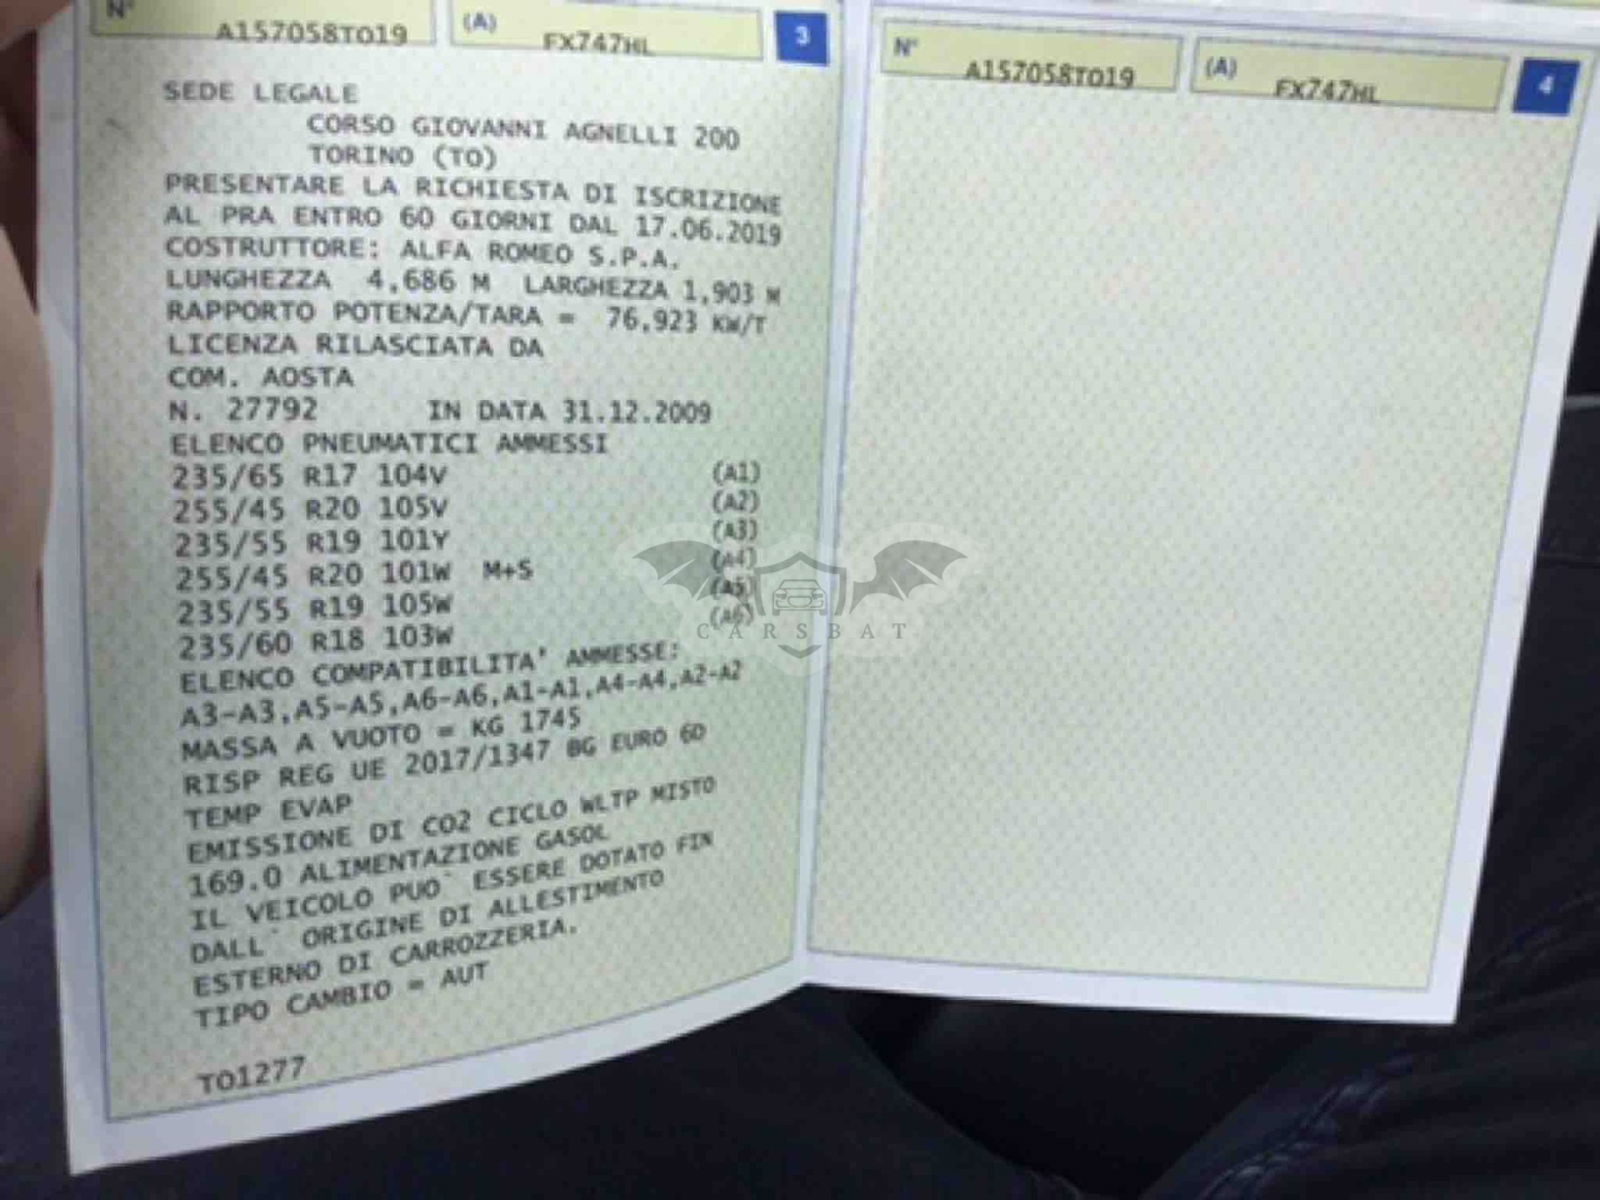 N° A157058TO19 (A) FX747HL 3
SEDE LEGALE
CORSO GIOVANNI AGNELLI 200
TORINO (TO)
PRESENTARE LA RICHIESTA DI ISCRIZIONE
AL PRA ENTRO 60 GIORNI DAL 17.06.2019
COSTRUTTORE: ALFA ROMEO S.P.A.
LUNGHEZZA 4,686 M LARGHEZZA 1,903 M
RAPPORTO POTENZA/TARA = 76,923 KW/T
LICENZA RILASCIATA DA
COM. AOSTA
N. 27792 IN DATA 31.12.2009
ELENCO PNEUMATICI AMMESSI
235/65 R17 104V (A1)
255/45 R20 105V (A2)
235/55 R19 101Y (A3)
255/45 R20 101W M+S (A4)
235/55 R19 105W (A5)
235/60 R18 103W (A6)
ELENCO COMPATIBILITA' AMMESSE:
A3-A3,A5-A5,A6-A6,A1-A1,A4-A4,A2-A2
MASSA A VUOTO = KG 1745
RISP REG UE 2017/1347 BG EURO 6D
TEMP EVAP
EMISSIONE DI CO2 CICLO WLTP MISTO
169.0 ALIMENTAZIONE GASOL
IL VEICOLO PUO` ESSERE DOTATO FIN
DALL` ORIGINE DI ALLESTIMENTO
ESTERNO DI CARROZZERIA.
TIPO CAMBIO = AUT
TO1277
N° A157058TO19 (A) FX747HL 4
CARSBAT